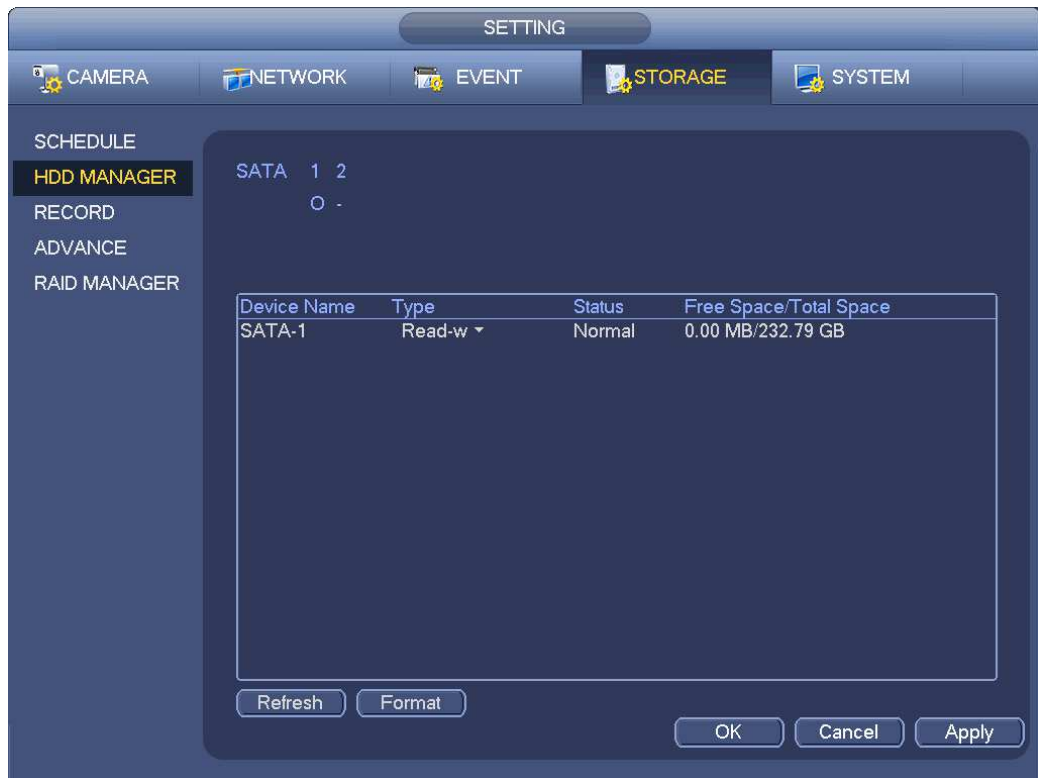 SETTING
CAMERA NETWORK EVENT STORAGE SYSTEM
SCHEDULE
HDD MANAGER
RECORD
ADVANCE
RAID MANAGER
SATA 1 2
O -
Device Name Type Status Free Space/Total Space
SATA-1 Read-w Normal 0.00 MB/232.79 GB
Refresh Format
OK Cancel Apply